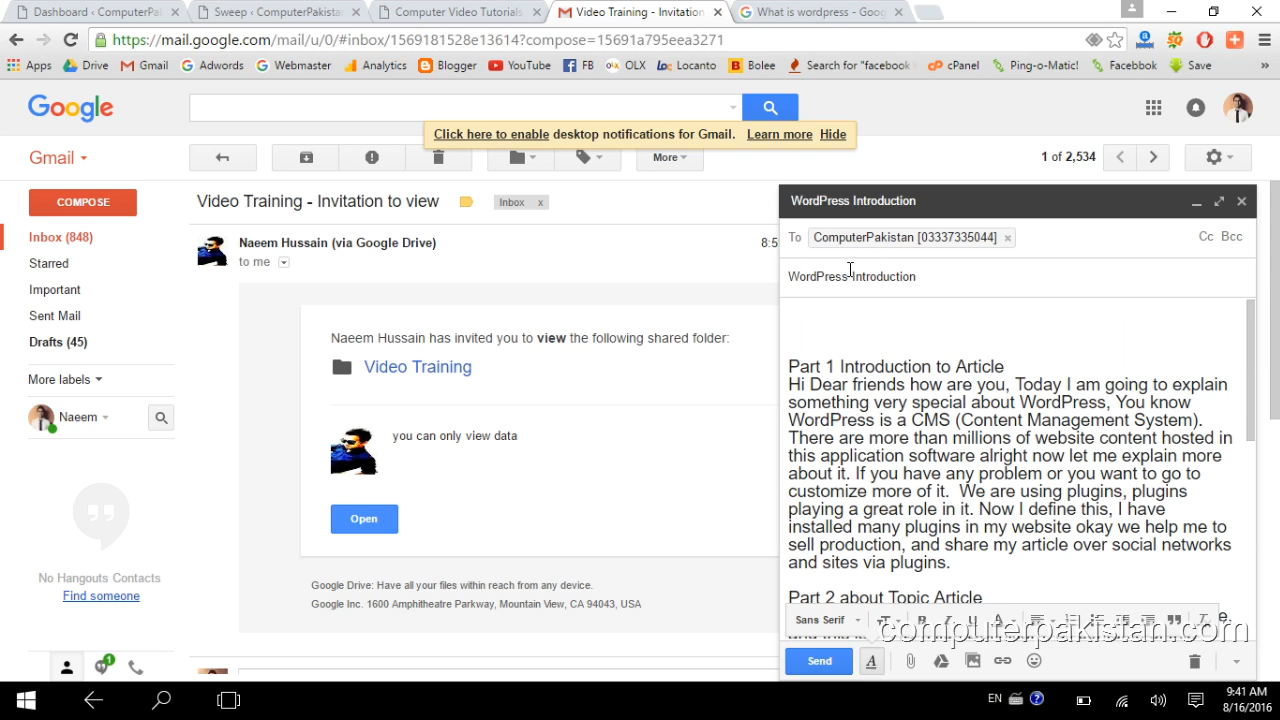 Dashboard ‹ ComputerPal
Sweep ‹ ComputerPakista
Computer Video Tutorials
Video Training - Invitation
What is wordpress - Goog
https://mail.google.com/mail/u/0/#inbox/1569181528e13614?compose=15691a795eea3271
Apps Drive Gmail Adwords Webmaster Analytics Blogger YouTube FB OLX Locanto Bolee Search for "facebook cPanel Ping-o-Matic! Facebbok Save »
Google
Click here to enable desktop notifications for Gmail. Learn more Hide
Gmail
More
1 of 2,534
COMPOSE
Inbox (848)
Starred
Important
Sent Mail
Drafts (45)
More labels
Naeem
No Hangouts Contacts
Find someone
Video Training - Invitation to view
Inbox x
Naeem Hussain (via Google Drive)
8:5
to me
Naeem Hussain has invited you to view the following shared folder:
Video Training
you can only view data
Open
Google Drive: Have all your files within reach from any device.
Google Inc. 1600 Amphitheatre Parkway, Mountain View, CA 94043, USA
WordPress Introduction
To ComputerPakistan [03337335044] × Cc Bcc
WordPress Introduction
Part 1 Introduction to Article
Hi Dear friends how are you, Today I am going to explain
something very special about WordPress, You know
WordPress is a CMS (Content Management System).
There are more than millions of website content hosted in
this application software alright now let me explain more
about it. If you have any problem or you want to go to
customize more of it.  We are using plugins, plugins
playing a great role in it. Now I define this, I have
installed many plugins in my website okay we help me to
sell production, and share my article over social networks
and sites via plugins.
Part 2 about Topic Article
Sans Serif
computerpakistan.com
Send
1
EN
9:41 AM
8/16/2016